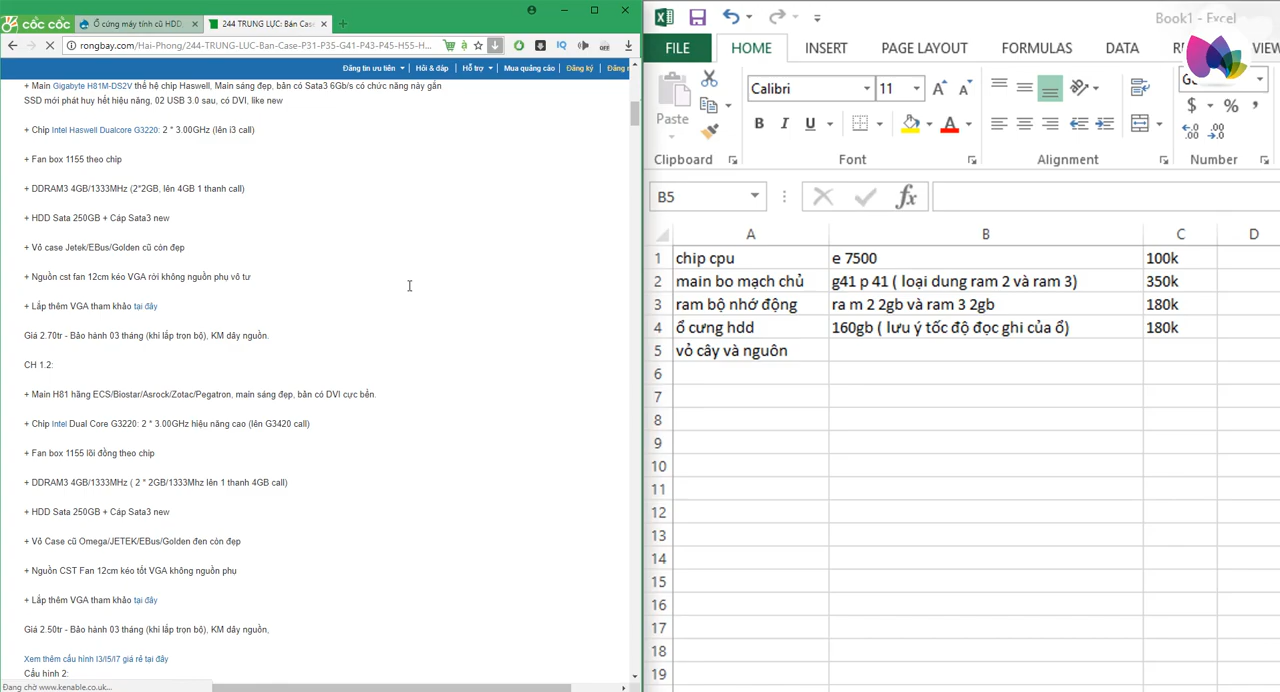 cốc cốc
Ổ cứng máy tính cũ HDD
244 TRUNG LỰC: Bán Cas
rongbay.com/Hai-Phong/244-TRUNG-LUC-Ban-Case-P31-P35-G41-P43-P45-H55-H...
Đăng tin ưu tiên
Hỏi & đáp
Hỗ trợ
Mua quảng cáo
Đăng ký
Đăng n
+ Main Gigabyte H81M-DS2V thế hệ chip Haswell, Main sáng đẹp, bản có Sata3 6Gb/s có chức năng này gắn
SSD mới phát huy hết hiệu năng, 02 USB 3.0 sau, có DVI, like new
+ Chip Intel Haswell Dualcore G3220: 2 * 3.00GHz (lên i3 call)
+ Fan box 1155 theo chip
+ DDRAM3 4GB/1333MHz (2*2GB, lên 4GB 1 thanh call)
+ HDD Sata 250GB + Cáp Sata3 new
+ Vỏ case Jetek/EBus/Golden cũ còn đẹp
+ Nguồn cst fan 12cm kéo VGA rời không nguồn phụ vô tư
+ Lắp thêm VGA tham khảo tại đây
Giá 2.70tr - Bảo hành 03 tháng (khi lắp trọn bộ), KM dây nguồn.
CH 1.2:
+ Main H81 hãng ECS/Biostar/Asrock/Zotac/Pegatron, main sáng đẹp, bản có DVI cực bền.
+ Chip Intel Dual Core G3220: 2 * 3.00GHz hiệu năng cao (lên G3420 call)
+ Fan box 1155 lõi đồng theo chip
+ DDRAM3 4GB/1333MHz ( 2 * 2GB/1333Mhz lên 1 thanh 4GB call)
+ HDD Sata 250GB + Cáp Sata3 new
+ Vỏ Case cũ Omega/JETEK/EBus/Golden đen còn đẹp
+ Nguồn CST Fan 12cm kéo tốt VGA không nguồn phụ
+ Lắp thêm VGA tham khảo tại đây
Giá 2.50tr - Bảo hành 03 tháng (khi lắp trọn bộ), KM dây nguồn,
Xem thêm cấu hình I3/I5/I7 giá rẻ tại đây
Cấu hình 2:
Đang chờ www.kenable.co.uk...
Book1 - Excel
FILE HOME INSERT PAGE LAYOUT FORMULAS DATA VIEW
Paste
Calibri 11
B I U
$ % ,
Clipboard Font Alignment Number
B5
fx
A B C D
1 chip cpu e 7500 100k
2 main bo mạch chủ g41 p 41 ( loại dung ram 2 và ram 3) 350k
3 ram bộ nhớ động ra m 2 2gb và ram 3 2gb 180k
4 ổ cưng hdd 160gb ( lưu ý tốc độ đọc ghi của ổ) 180k
5 vỏ cây và nguôn
6
7
8
9
10
11
12
13
14
15
16
17
18
19